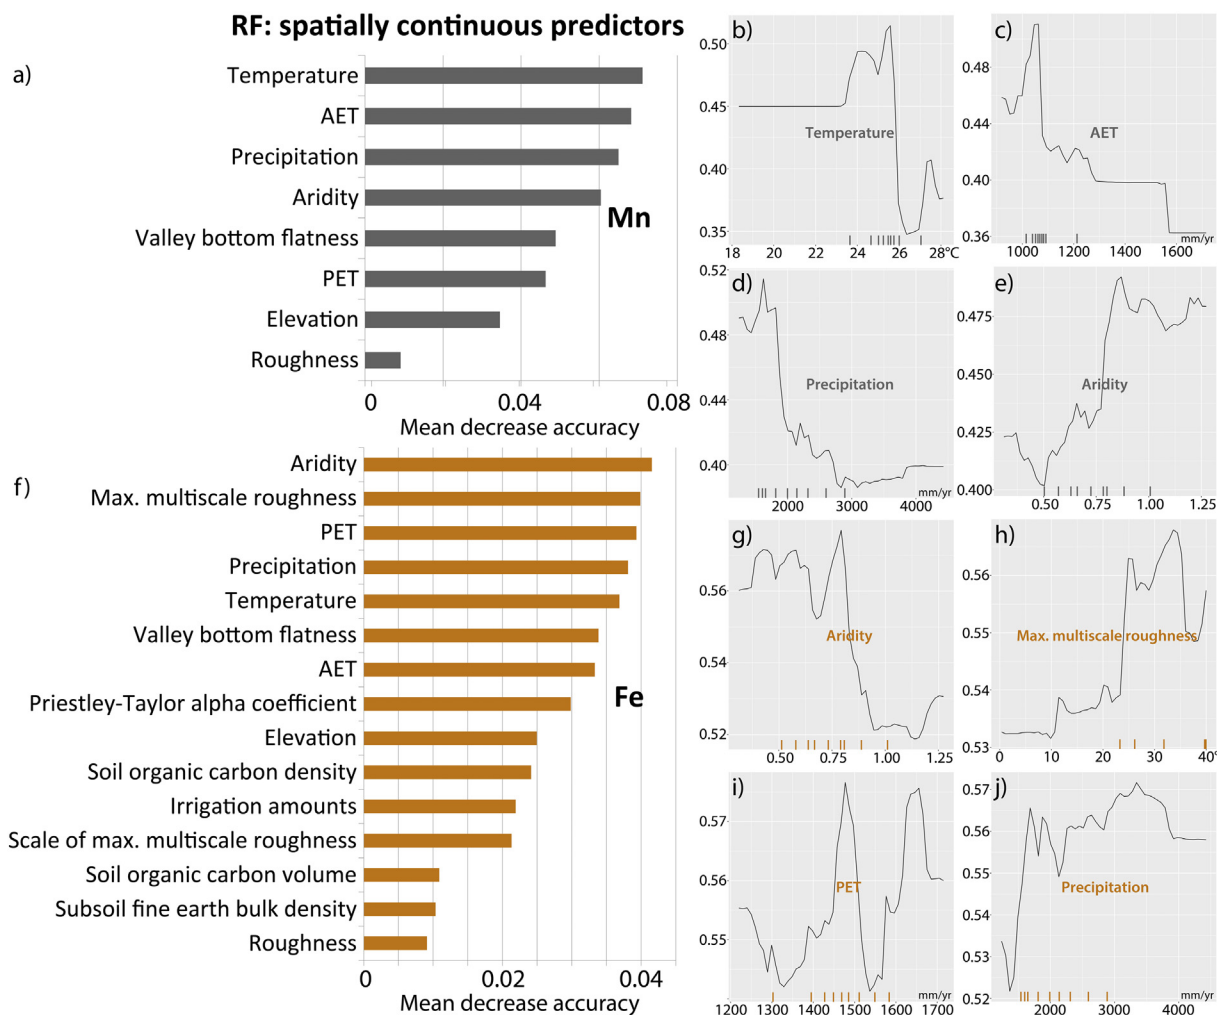 RF: spatially continuous predictors
a)
Temperature
AET
Precipitation
Aridity
Valley bottom flatness
PET
Elevation
Roughness
Mn
0 0.04 0.08
Mean decrease accuracy
f)
Aridity
Max. multiscale roughness
PET
Precipitation
Temperature
Valley bottom flatness
AET
Priestley-Taylor alpha coefficient
Elevation
Soil organic carbon density
Irrigation amounts
Scale of max. multiscale roughness
Soil organic carbon volume
Subsoil fine earth bulk density
Roughness
Fe
0 0.02 0.04
Mean decrease accuracy
b)
0.50
0.45
0.40
0.35
Temperature
18 20 22 24 26 28°C
c)
0.48
0.44
0.40
0.36
AET
mm/yr
1000 1200 1400 1600
d)
0.52
0.48
0.44
0.40
Precipitation
mm/yr
2000 3000 4000
e)
0.475
0.450
0.425
0.400
Aridity
0.50 0.75 1.00 1.25
g)
0.56
0.54
0.52
Aridity
0.50 0.75 1.00 1.25
h)
0.56
0.55
0.54
0.53
Max. multiscale roughness
0 10 20 30 40°
i)
0.57
0.56
0.55
PET
mm/yr
1200 1300 1400 1500 1600 1700
j)
0.57
0.56
0.55
0.54
0.53
0.52
Precipitation
mm/yr
2000 3000 4000